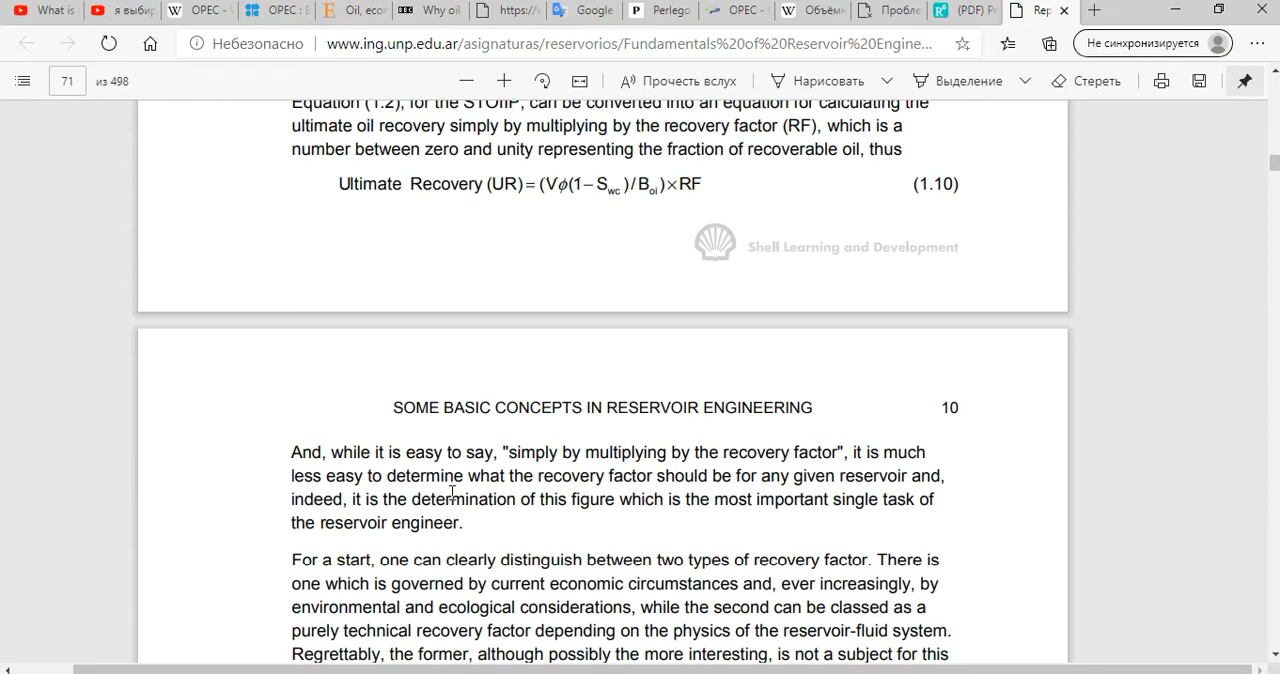 What is
я выбир
OPEC -
OPEC : E
Oil, ecor
Why oil
https://
Google
Perlego
OPEC -
Объём
Пробле
(PDF) P
Rep
Небезопасно
www.ing.unp.edu.ar/asignaturas/reservorios/Fundamentals%20of%20Reservoir%20Engine...
Не синхронизируется
71 из 498
Прочесть вслух
Нарисовать
Выделение
Стереть
Equation (1.2), for the STOIIP, can be converted into an equation for calculating the
ultimate oil recovery simply by multiplying by the recovery factor (RF), which is a
number between zero and unity representing the fraction of recoverable oil, thus
Ultimate Recovery (UR) = (Vϕ(1 − Swc)/Boi) × RF (1.10)
Shell Learning and Development
SOME BASIC CONCEPTS IN RESERVOIR ENGINEERING 10
And, while it is easy to say, "simply by multiplying by the recovery factor", it is much
less easy to determine what the recovery factor should be for any given reservoir and,
indeed, it is the determination of this figure which is the most important single task of
the reservoir engineer.
For a start, one can clearly distinguish between two types of recovery factor. There is
one which is governed by current economic circumstances and, ever increasingly, by
environmental and ecological considerations, while the second can be classed as a
purely technical recovery factor depending on the physics of the reservoir-fluid system.
Regrettably, the former, although possibly the more interesting, is not a subject for this